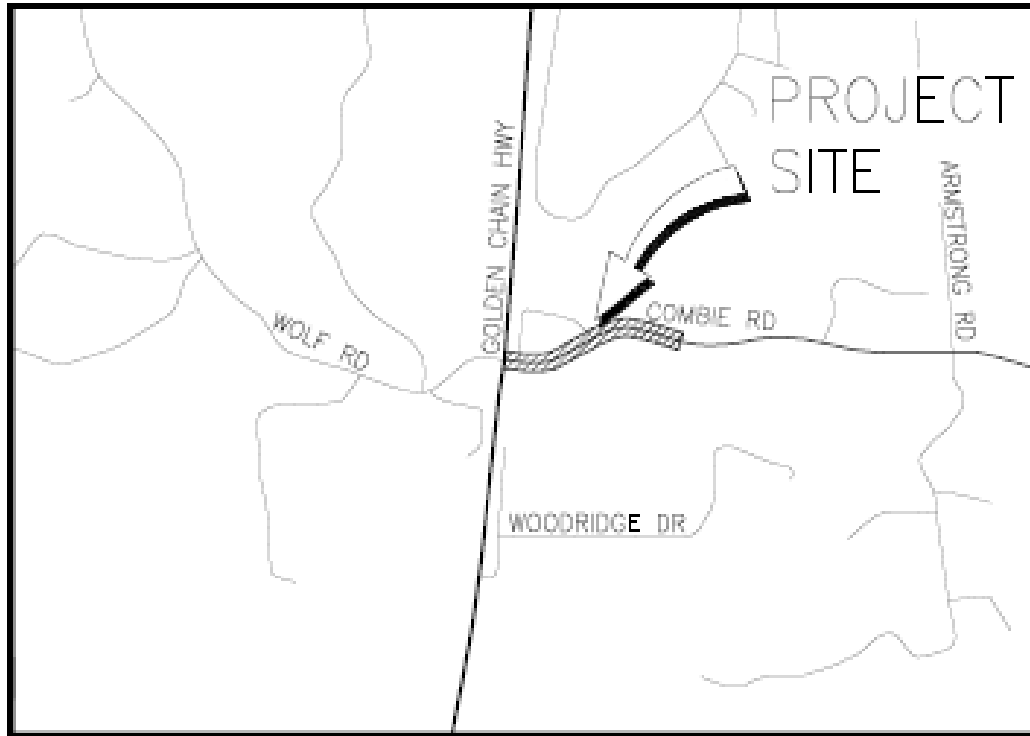 PROJECT
SITE
GOLDEN CHAIN HWY
ARMSTRONG RD
WOLF RD
COMBIE RD
WOODRIDGE DR